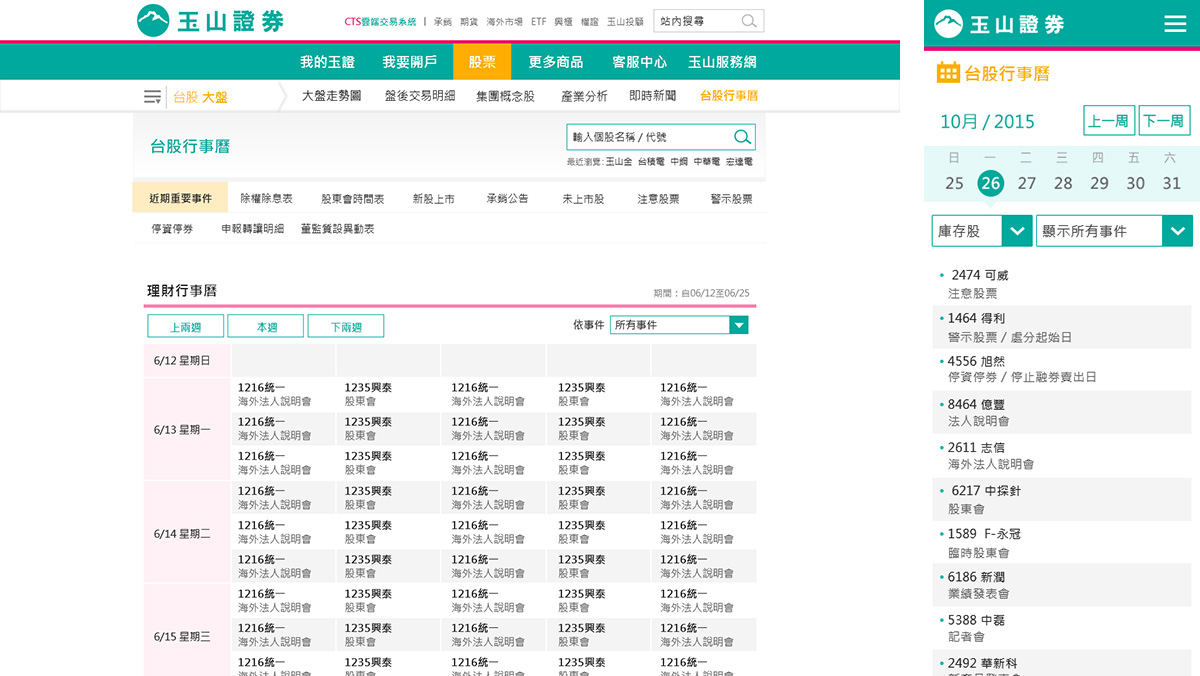 玉山證券
CTS雲端交易系統 | 承銷 期貨 海外市場 ETF 興櫃 權證 玉山投顧 站內搜尋
我的玉證 我要開戶 股票 更多商品 客服中心 玉山服務網
台股 大盤 大盤走勢圖 盤後交易明細 集團概念股 產業分析 即時新聞 台股行事曆
台股行事曆 輸入個股名稱 / 代號
最近瀏覽: 玉山金 台積電 中鋼 中華電 宏達電
近期重要事件 除權除息表 股東會時間表 新股上市 承銷公告 未上市股 注意股票 警示股票
停資停券 申報轉讓明細 董監質設異動表
理財行事曆 期間：自06/12至06/25
上兩週 本週 下兩週 依事件 所有事件
6/12 星期日
1216統一 1235興泰 1216統一 1235興泰 1216統一
海外法人說明會 股東會 海外法人說明會 股東會 海外法人說明會
6/13 星期一
1216統一 1235興泰 1216統一 1235興泰 1216統一
海外法人說明會 股東會 海外法人說明會 股東會 海外法人說明會
1216統一 1235興泰 1216統一 1235興泰 1216統一
海外法人說明會 股東會 海外法人說明會 股東會 海外法人說明會
1216統一 1235興泰 1216統一 1235興泰 1216統一
海外法人說明會 股東會 海外法人說明會 股東會 海外法人說明會
6/14 星期二
1216統一 1235興泰 1216統一 1235興泰 1216統一
海外法人說明會 股東會 海外法人說明會 股東會 海外法人說明會
1216統一 1235興泰 1216統一 1235興泰 1216統一
海外法人說明會 股東會 海外法人說明會 股東會 海外法人說明會
1216統一 1235興泰 1216統一 1235興泰 1216統一
海外法人說明會 股東會 海外法人說明會 股東會 海外法人說明會
6/15 星期三
1216統一 1235興泰 1216統一 1235興泰 1216統一
海外法人說明會 股東會 海外法人說明會 股東會 海外法人說明會
1216統一 1235興泰 1216統一 1235興泰 1216統一
海外法人說明會 股東會 海外法人說明會 股東會 海外法人說明會
玉山證券
台股行事曆
10月 / 2015 上一周 下一周
日 一 二 三 四 五 六
25 26 27 28 29 30 31
庫存股 顯示所有事件
• 2474 可威
注意股票
• 1464 得利
警示股票 / 處分起始日
• 4556 旭然
停資停券 / 停止融券賣出日
• 8464 億豐
法人說明會
• 2611 志信
海外法人說明會
• 6217 中探針
股東會
• 1589 F-永冠
臨時股東會
• 6186 新潤
業績發表會
• 5388 中磊
記者會
• 2492 華新科